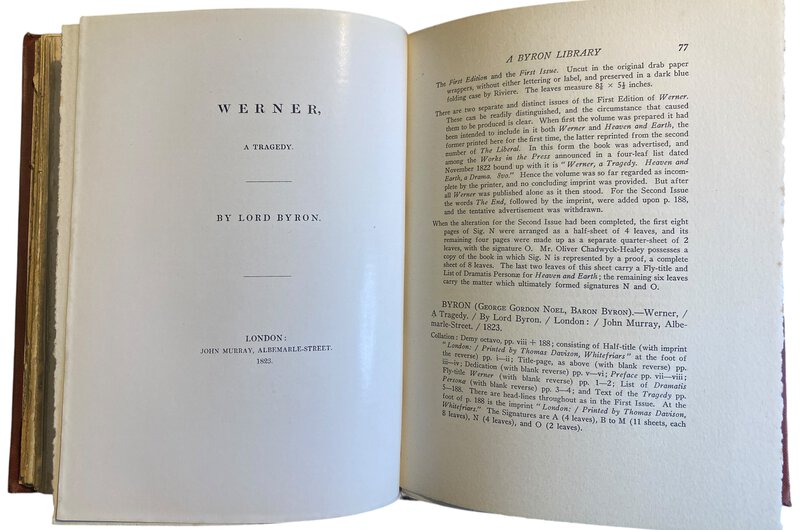 WERNER,
A TRAGEDY.
BY LORD BYRON.
LONDON:
JOHN MURRAY, ALBEMARLE-STREET.
1823.
A BYRON LIBRARY 77
The First Edition and the First Issue. Uncut in the original drab paper
wrappers, without either lettering or label, and preserved in a dark blue
folding case by Riviere. The leaves measure 8⅞ × 5½ inches.
There are two separate and distinct issues of the First Edition of Werner.
These can be readily distinguished, and the circumstance that caused
them to be produced is clear. When first the volume was prepared it had
been intended to include in it both Werner and Heaven and Earth, the
former printed here for the first time, the latter reprinted from the second
number of The Liberal. In this form the book was advertised, and
among the Works in the Press announced in a four-leaf list dated
November 1822 bound up with it is "Werner, a Tragedy. Heaven and
Earth, a Drama. 8vo." Hence the volume was so far regarded as incom-
plete by the printer, and no concluding imprint was provided. But after
all Werner was published alone as it then stood. For the Second Issue
the words The End, followed by the imprint, were added upon p. 188,
and the tentative advertisement was withdrawn.
When the alteration for the Second Issue had been completed, the first eight
pages of Sig. N were arranged as a half-sheet of 4 leaves, and its
remaining four pages were made up as a separate quarter-sheet of 2
leaves, with the signature O. Mr. Oliver Chadwyck-Healey possesses a
copy of the book in which Sig. N is represented by a proof, a complete
sheet of 8 leaves. The last two leaves of this sheet carry a Fly-title and
List of Dramatis Personæ for Heaven and Earth; the remaining six leaves
carry the matter which ultimately formed signatures N and O.
BYRON (George Gordon Noel, Baron Byron).—Werner, /
A Tragedy. / By Lord Byron. / London: / John Murray, Albe-
marle-Street. / 1823.
Collation: Demy octavo, pp. viii + 188; consisting of Half-title (with imprint
"London: / Printed by Thomas Davison, Whitefriars" at the foot of
the reverse) pp. i–ii; Title-page, as above (with blank reverse) pp.
iii–iv; Dedication (with blank reverse) pp. v–vi; Preface pp. vii–viii;
Fly-title Werner (with blank reverse) pp. 1–2; List of Dramatis
Personæ (with blank reverse) pp. 3–4; and Text of the Tragedy pp.
5–188. There are head-lines throughout as in the First Issue. At the
foot of p. 188 is the imprint "London: / Printed by Thomas Davison,
Whitefriars." The Signatures are A (4 leaves), B to M (11 sheets, each
8 leaves), N (4 leaves), and O (2 leaves).